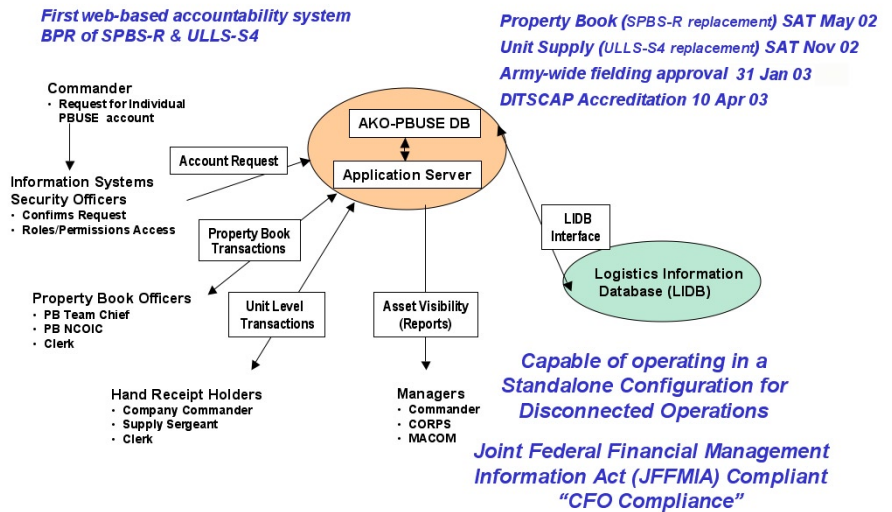 First web-based accountability system
BPR of SPBS-R & ULLS-S4
Property Book (SPBS-R replacement) SAT May 02
Unit Supply (ULLS-S4 replacement) SAT Nov 02
Army-wide fielding approval 31 Jan 03
DITSCAP Accreditation 10 Apr 03
Commander
· Request for Individual
PBUSE account
AKO-PBUSE DB
Application Server
Account Request
Information Systems
Security Officers
· Confirms Request
· Roles/Permissions Access
Property Book
Transactions
LIDB
Interface
Logistics Information
Database (LIDB)
Property Book Officers
· PB Team Chief
· PB NCOIC
· Clerk
Unit Level
Transactions
Asset Visibility
(Reports)
Hand Receipt Holders
· Company Commander
· Supply Sergeant
· Clerk
Managers
· Commander
· CORPS
· MACOM
Capable of operating in a
Standalone Configuration for
Disconnected Operations
Joint Federal Financial Management
Information Act (JFFMIA) Compliant
“CFO Compliance”